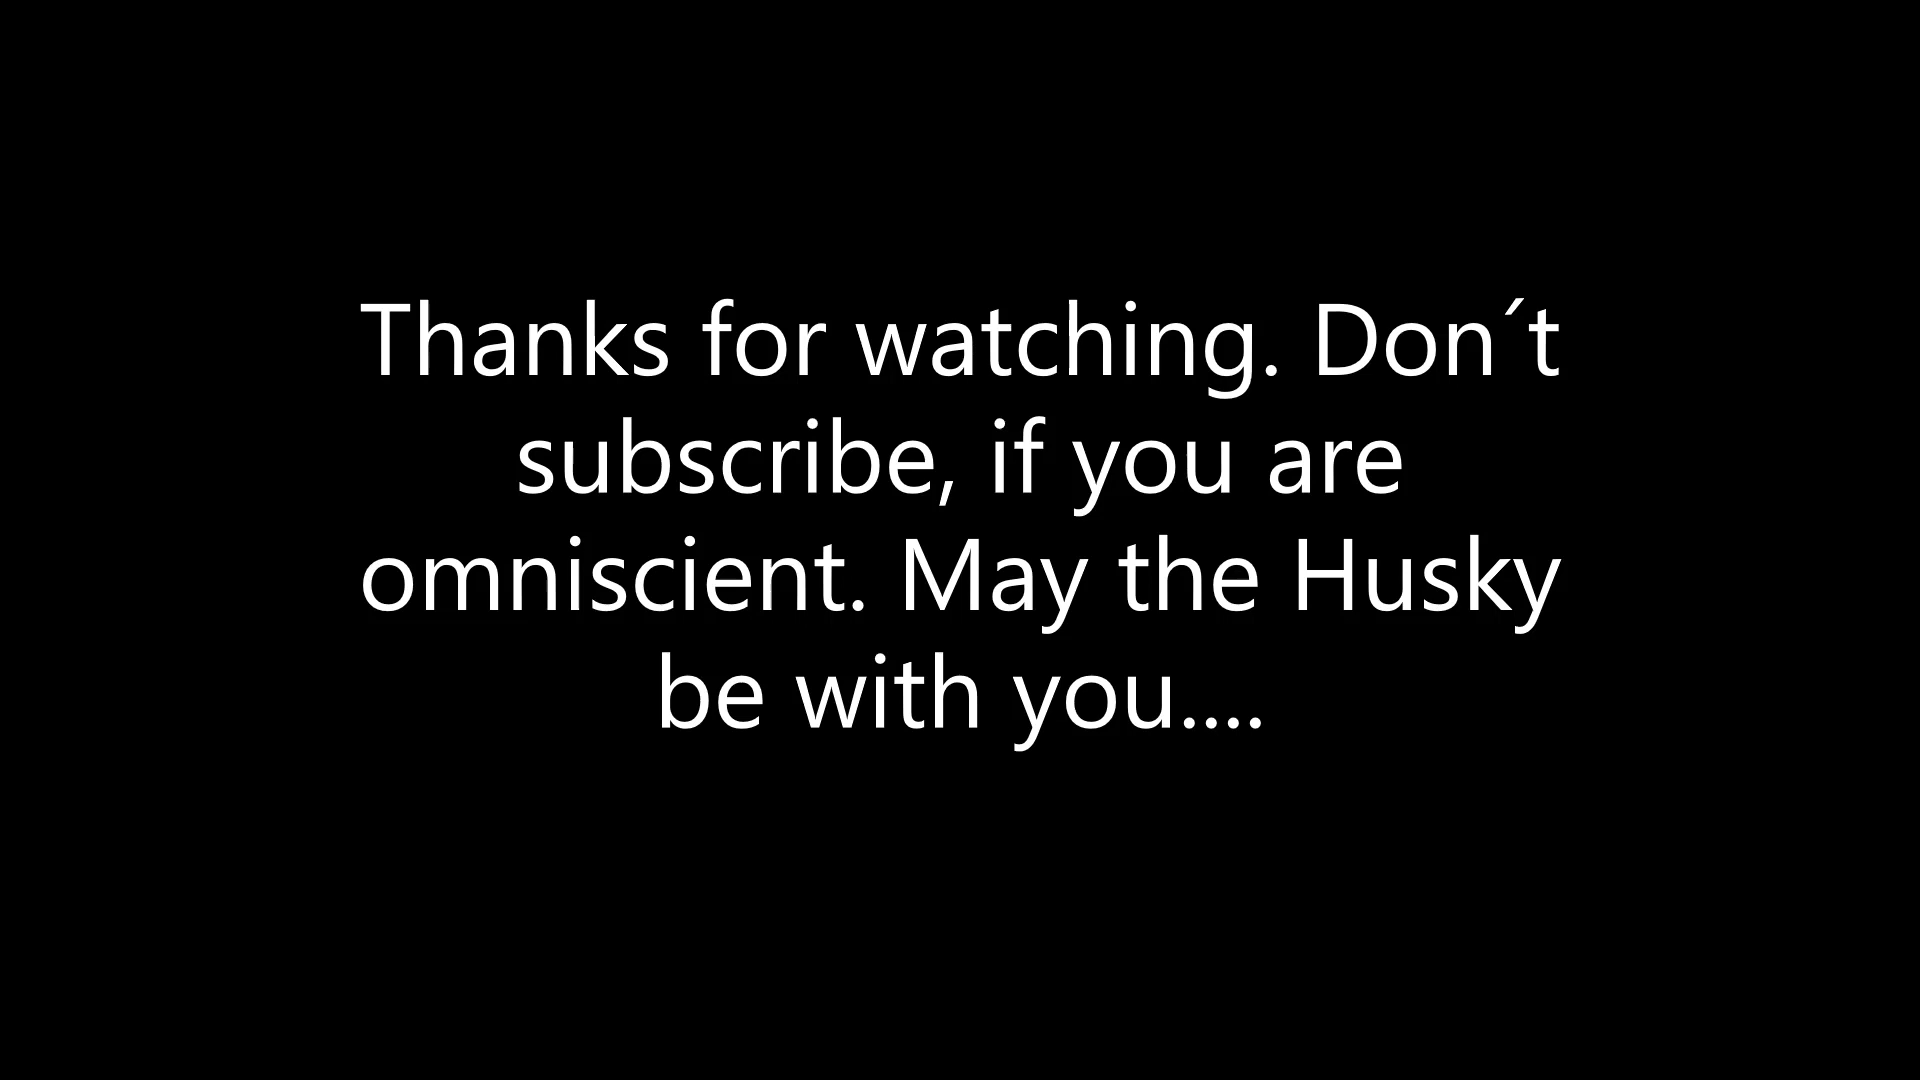 Thanks for watching. Don´t
subscribe, if you are
omniscient. May the Husky
be with you....